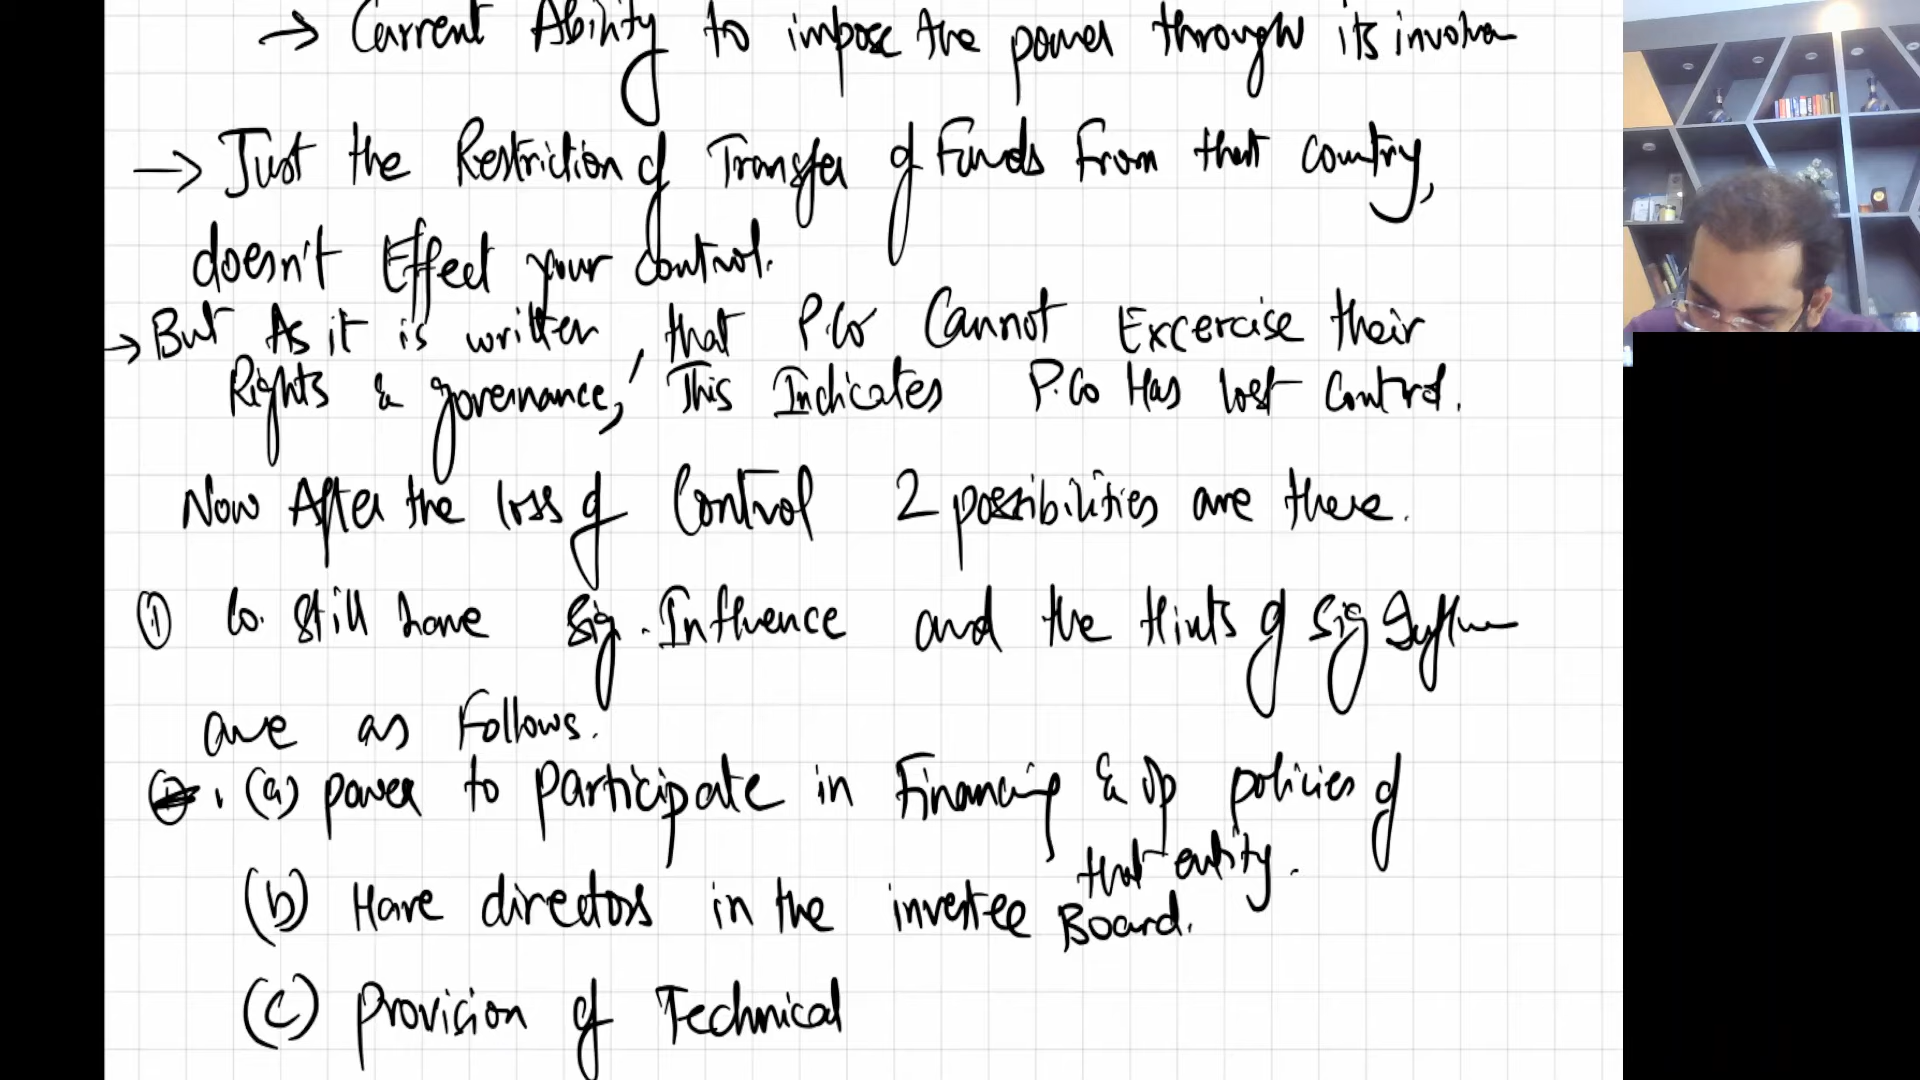 → Current Ability to impose the power through its involve
→ Just the Restriction of Transfer of Funds from that country,
doesn't Effect your control.
→ But As it is written, that P.Co Cannot Excercise their
Rights & governance, This Indicates P.Co Has lost Control.
Now After the loss of Control 2 possibilities are there.
① Co. Still have Sig. Influence and the Hints of Sig
are as Follows.
(a) power to participate in Financing & Op policies of
that entity.
(b) Have directors in the investee Board.
(c) Provision of Technical